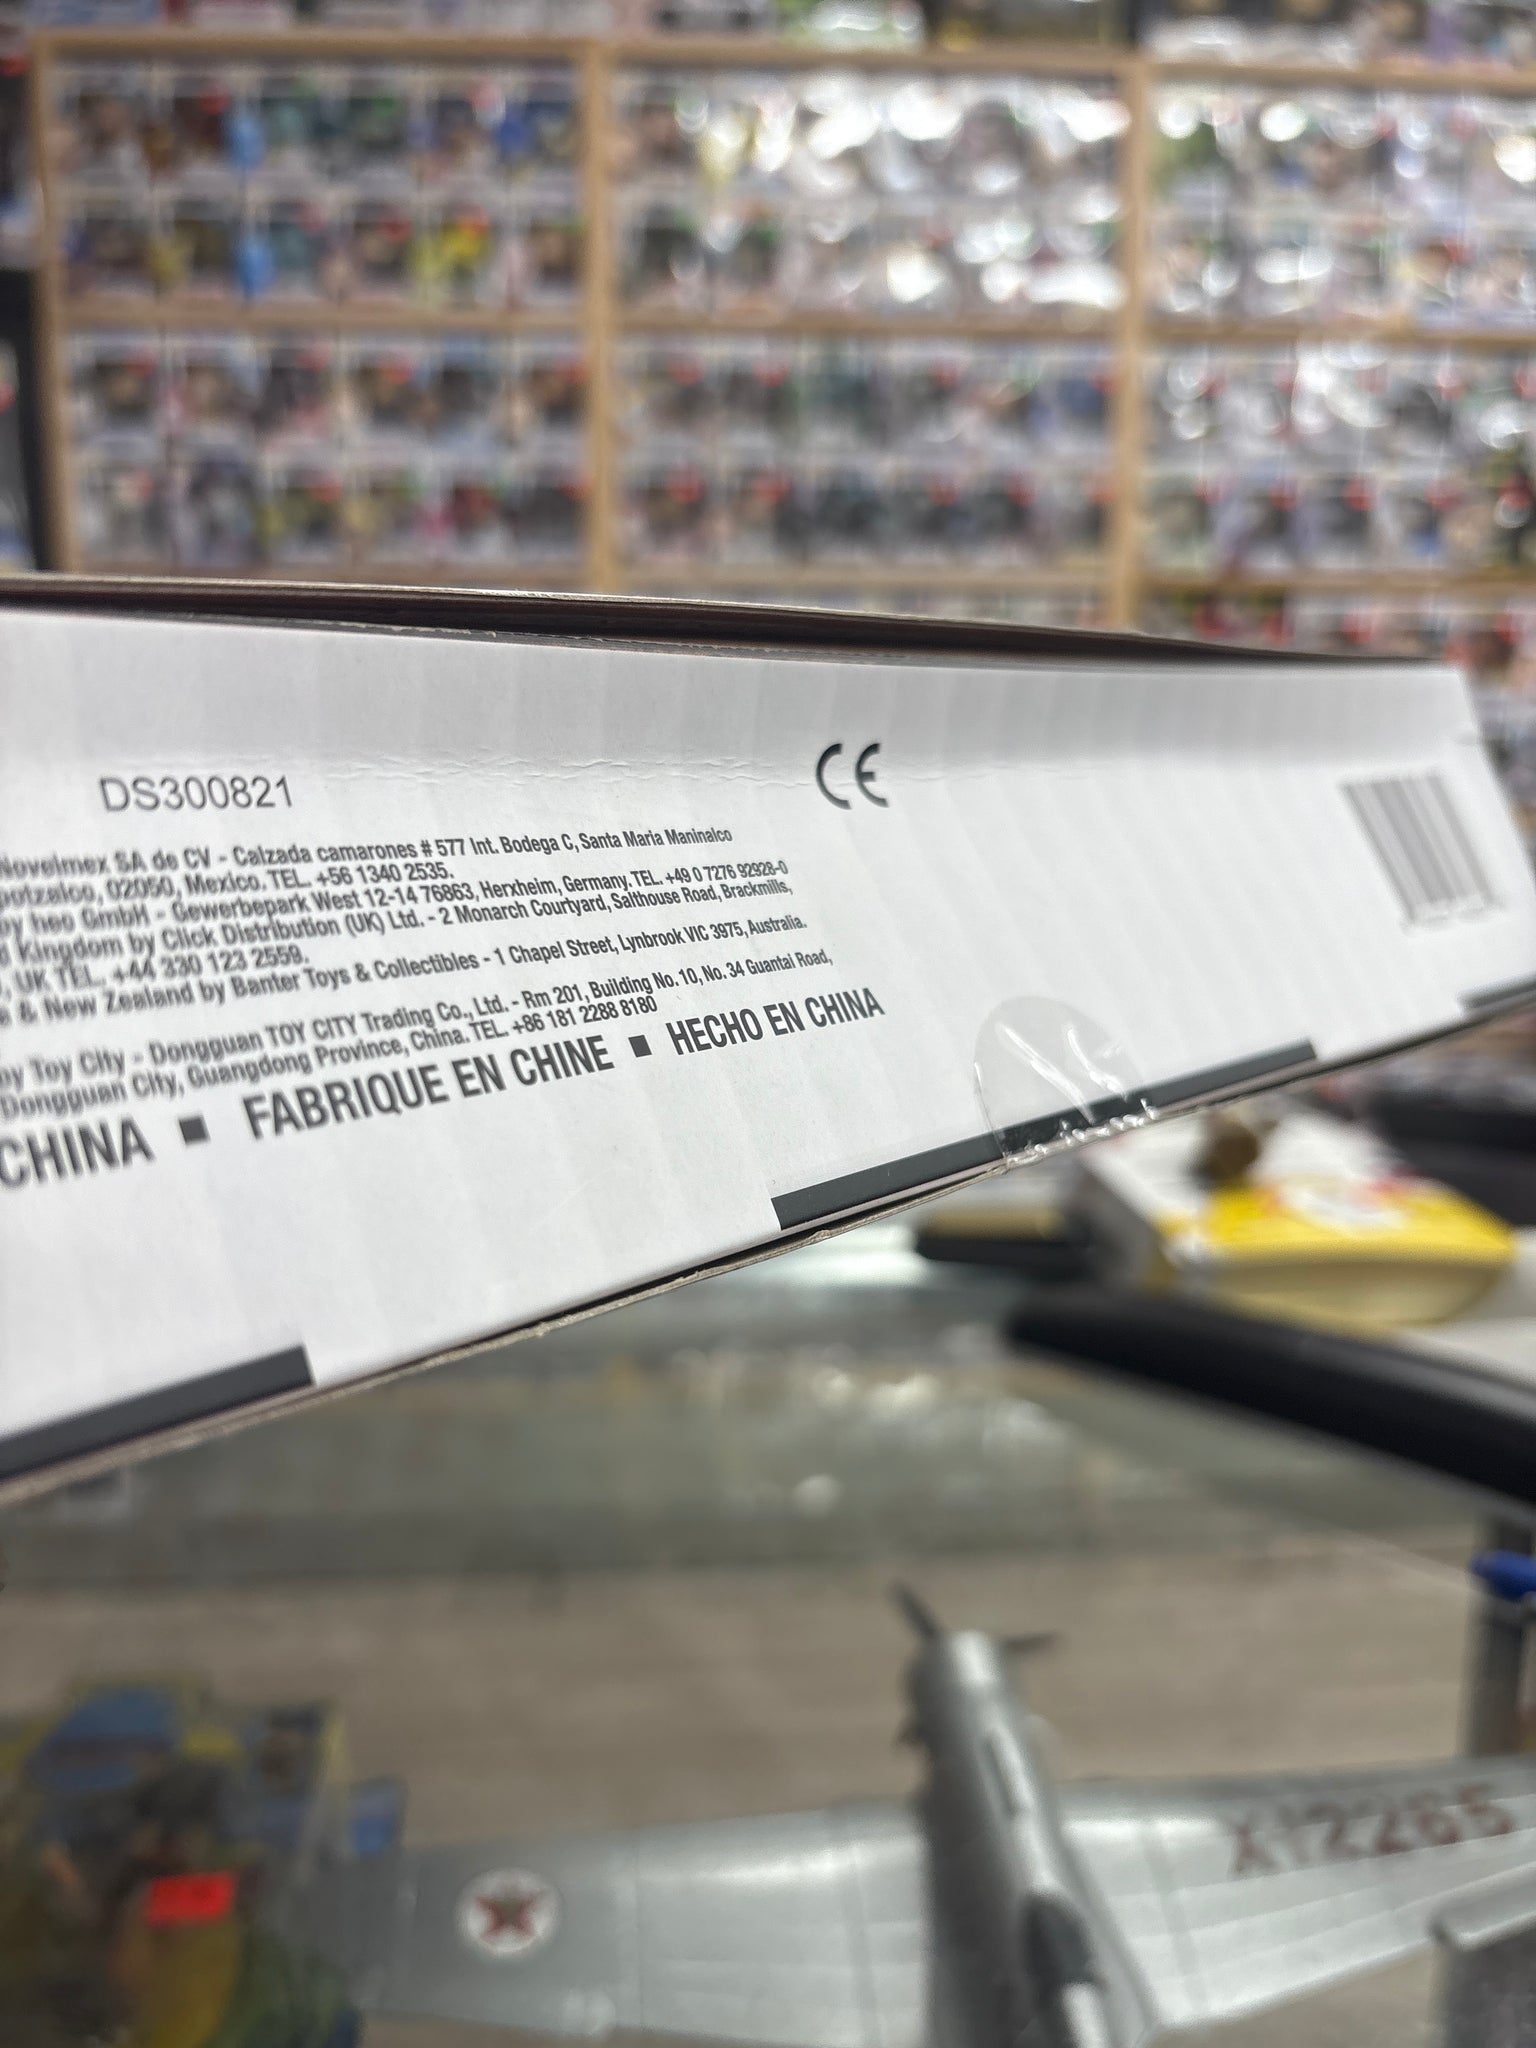 DS300821
CE
Novelmex SA de CV - Calzada camarones # 577 Int. Bodega C, Santa Maria Maninalco
potzalco, 02050, Mexico. TEL. +56 1340 2535.
by heo GmbH - Gewerbepark West 12-14 76863, Herxheim, Germany. TEL. +49 0 7276 92928-0
d Kingdom by Click Distribution (UK) Ltd. - 2 Monarch Courtyard, Salthouse Road, Brackmills,
, UK TEL. +44 330 123 2559.
& New Zealand by Banter Toys & Collectibles - 1 Chapel Street, Lynbrook VIC 3975, Australia.
by Toy City - Dongguan TOY CITY Trading Co., Ltd. - Rm 201, Building No. 10, No. 34 Guantai Road,
Dongguan City, Guangdong Province, China. TEL. +86 181 2288 8180
CHINA ■ FABRIQUE EN CHINE ■ HECHO EN CHINA
X12265